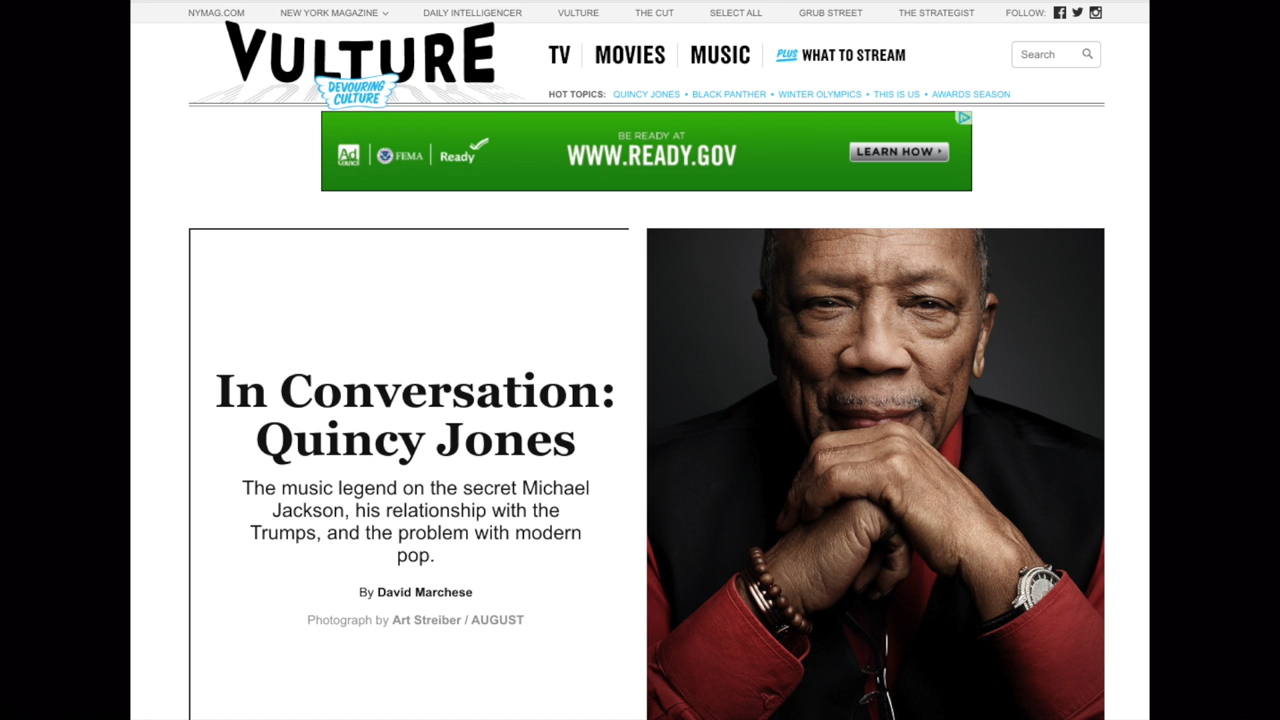 NYMAG.COM NEW YORK MAGAZINE DAILY INTELLIGENCER VULTURE THE CUT SELECT ALL GRUB STREET THE STRATEGIST FOLLOW:
VULTURE
DEVOURING
CULTURE
TV MOVIES MUSIC PLUS WHAT TO STREAM
Search
HOT TOPICS: QUINCY JONES • BLACK PANTHER • WINTER OLYMPICS • THIS IS US • AWARDS SEASON
Ad
COUNCIL
FEMA
Ready
BE READY AT
WWW.READY.GOV
LEARN HOW
In Conversation:
Quincy Jones
The music legend on the secret Michael
Jackson, his relationship with the
Trumps, and the problem with modern
pop.
By David Marchese
Photograph by Art Streiber / AUGUST